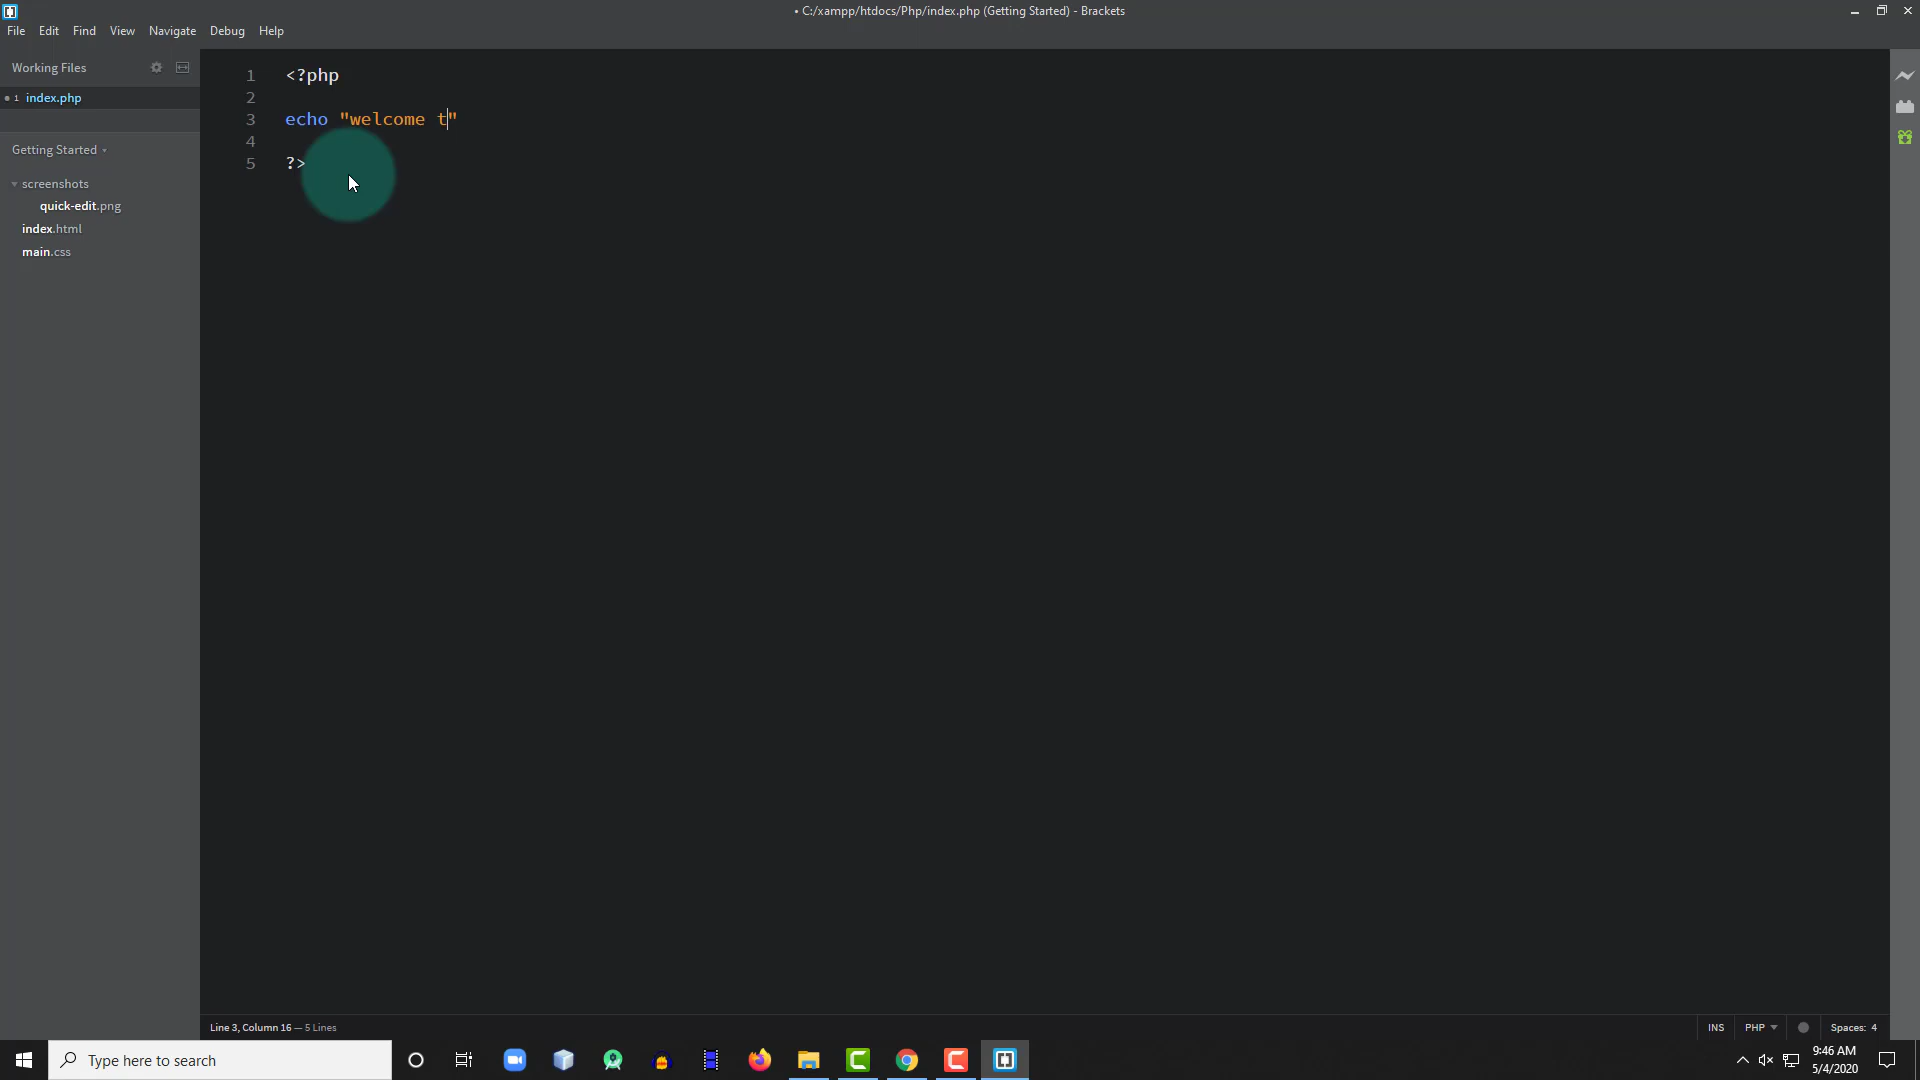 • C:/xampp/htdocs/Php/index.php (Getting Started) - Brackets
File Edit Find View Navigate Debug Help
Working Files
1 index.php
Getting Started
screenshots
quick-edit.png
index.html
main.css
1 <?php
2
3 echo "welcome t"
4
5 ?>
Line 3, Column 16 — 5 Lines
INS PHP Spaces: 4
Type here to search
9:46 AM
5/4/2020